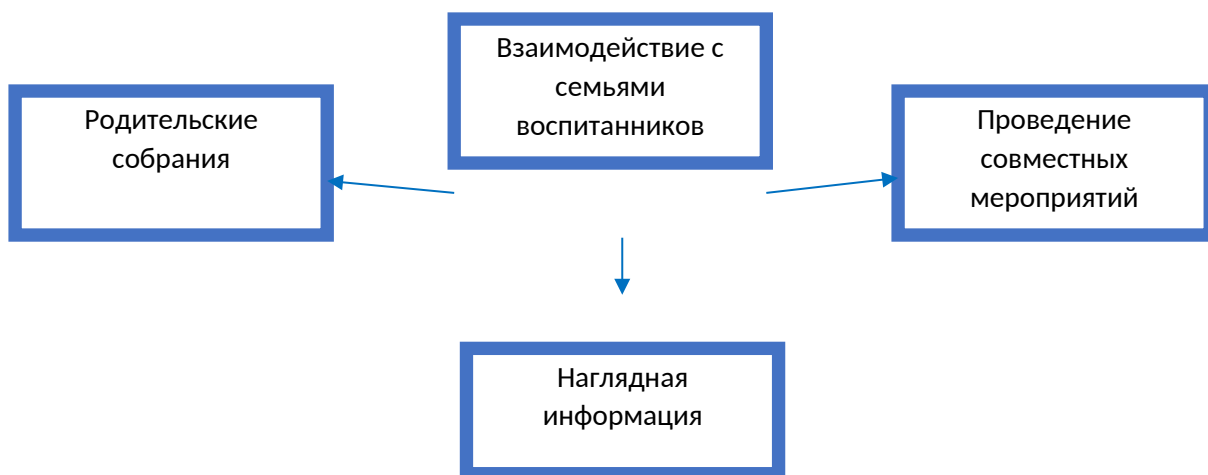 Взаимодействие с
семьями
воспитанников
Родительские
собрания
Проведение
совместных
мероприятий
Наглядная
информация